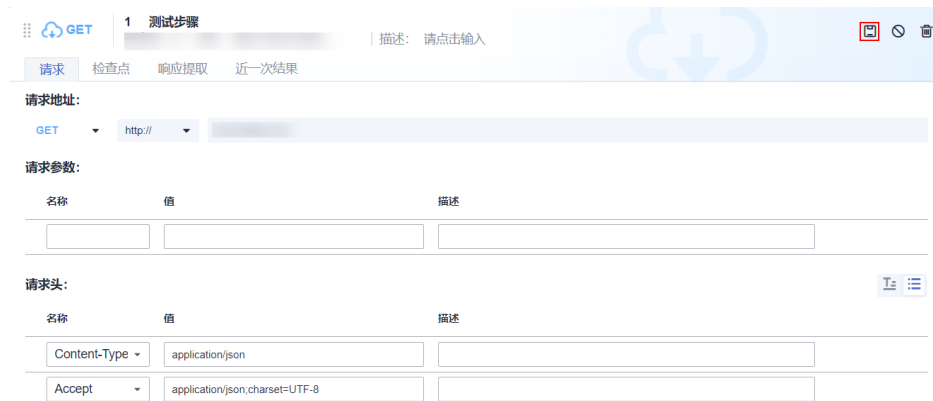 GET 1 测试步骤
描述： 请点击输入
请求 检查点 响应提取 近一次结果
请求地址：
GET http://
请求参数：
名称 值 描述
请求头：
名称 值 描述
Content-Type application/json
Accept application/json;charset=UTF-8